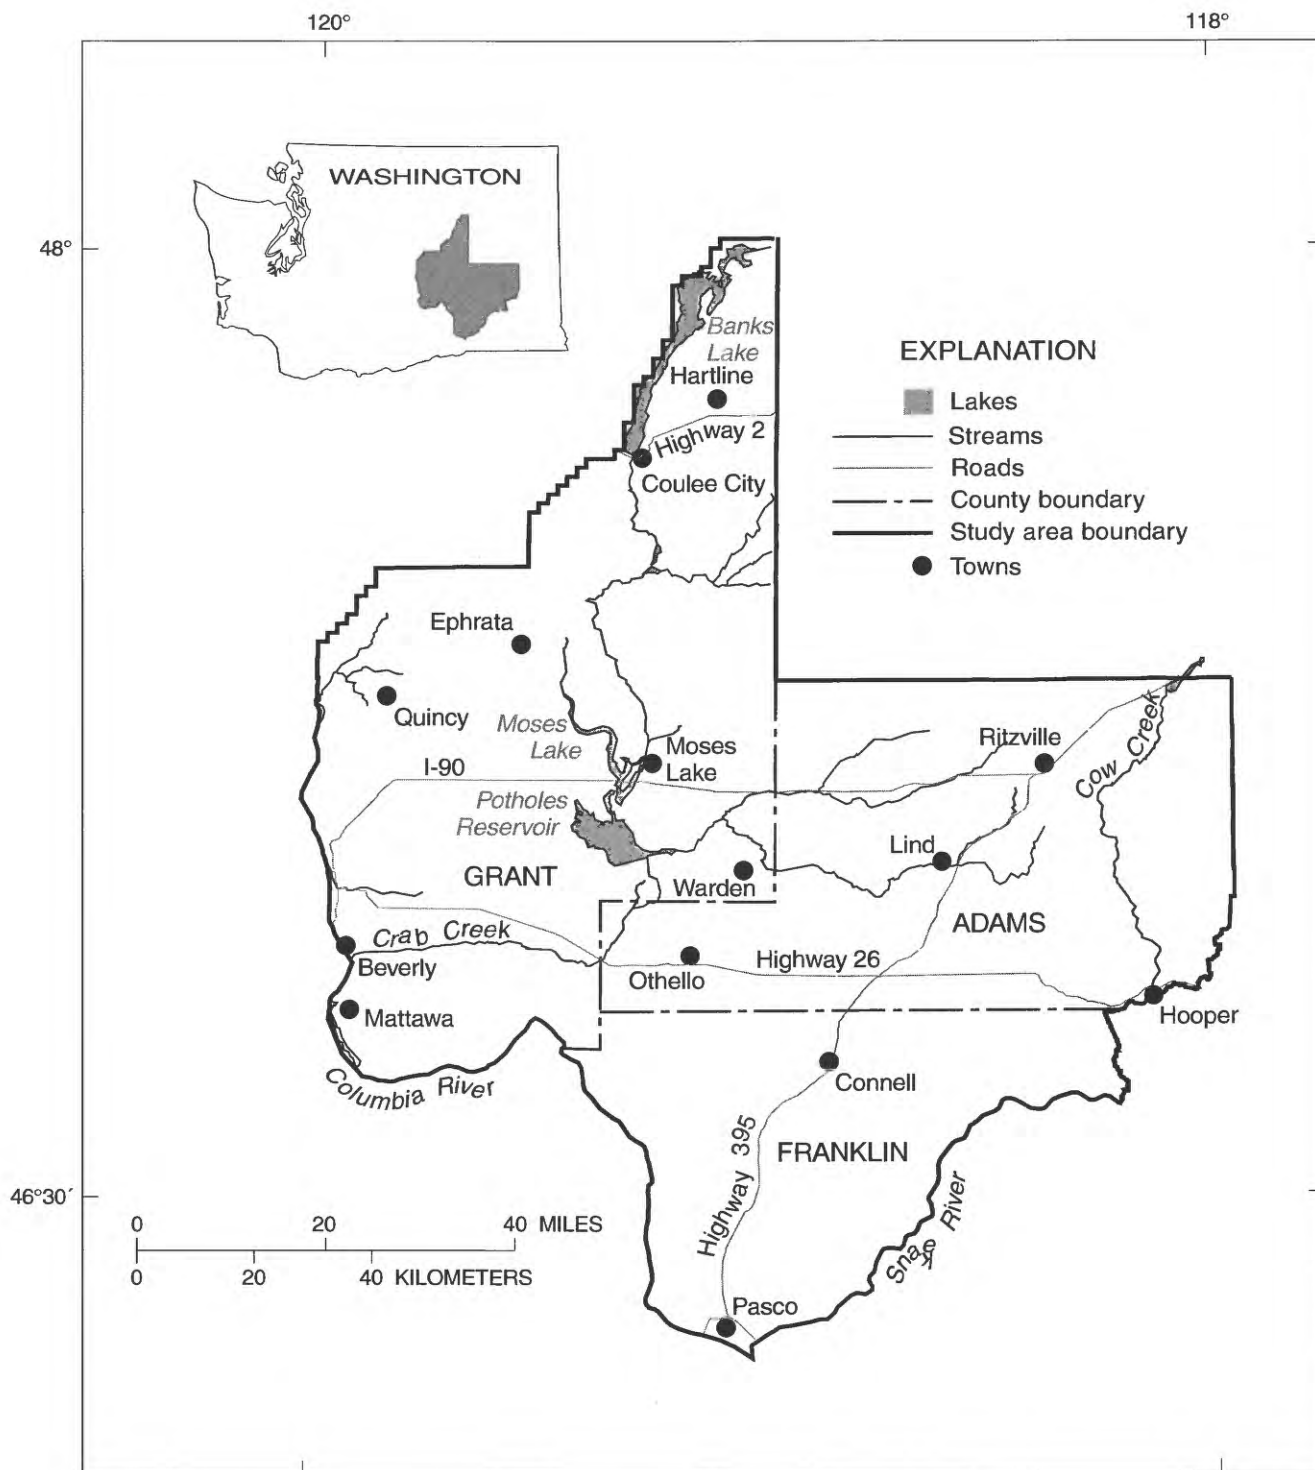 120°
118°
WASHINGTON
48°
Banks
Lake
EXPLANATION
Hartline
Lakes
Highway 2
Streams
Roads
Coulee City
County boundary
Study area boundary
Towns
Ephrata
Quincy
Moses
Lake
Moses
Lake
Ritzville
Cow Creek
I-90
Potholes
Reservoir
Lind
GRANT
Warden
ADAMS
Crab Creek
Beverly
Othello
Highway 26
Mattawa
Hooper
Columbia River
Connell
Highway 395
FRANKLIN
46°30´
Snake River
0 20 40 MILES
0 20 40 KILOMETERS
Pasco